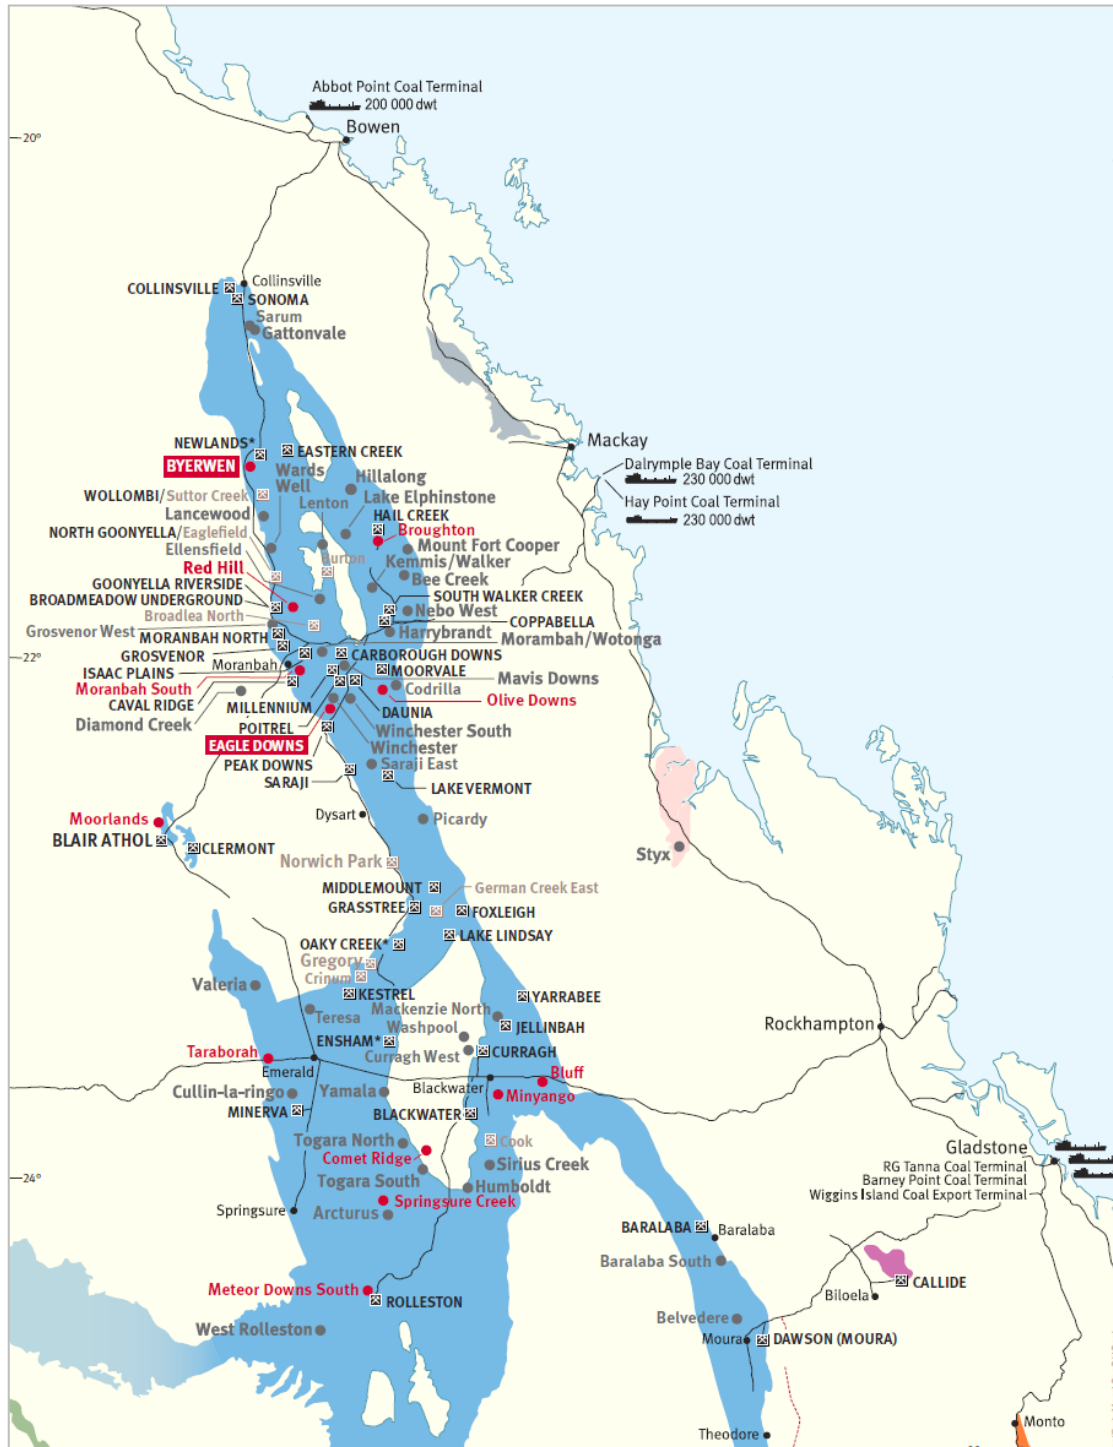 Abbot Point Coal Terminal
200 000 dwt
Bowen
20°
Collinsville
COLLINSVILLE
SONOMA
Sarum
Gattonvale
Mackay
NEWLANDS*
EASTERN CREEK
BYERWEN
Wards
Well
Hillalong
Dalrymple Bay Coal Terminal
230 000 dwt
WOLLOMBI/Suttor Creek
Lenton
Lake Elphinstone
Hay Point Coal Terminal
230 000 dwt
Lancewood
HAIL CREEK
NORTH GOONYELLA/Eaglefield
Broughton
Ellensfield
Mount Fort Cooper
Burton
Kemmis/Walker
Red Hill
Bee Creek
GOONYELLA RIVERSIDE
SOUTH WALKER CREEK
BROADMEADOW UNDERGROUND
Nebo West
Broadlea North
COPPABELLA
Grosvenor West
MORANBAH NORTH
Harrybrandt
Morambah/Wotonga
GROSVENOR
CARBOROUGH DOWNS
Moranbah
ISAAC PLAINS
MOORVALE
Mavis Downs
22°
Moranbah South
Codrilla
Olive Downs
CAVAL RIDGE
MILLENNIUM
DAUNIA
Diamond Creek
POITREL
Winchester South
EAGLE DOWNS
Winchester
PEAK DOWNS
Saraji East
SARAJI
LAKE VERMONT
Dysart
Picardy
Moorlands
BLAIR ATHOL
CLERMONT
Styx
Norwich Park
MIDDLEMOUNT
German Creek East
GRASSTREE
FOXLEIGH
OAKY CREEK*
LAKE LINDSAY
Gregory
Crinum
Valeria
KESTREL
YARRABEE
Teresa
Mackenzie North
Washpool
JELLINBAH
Rockhampton
ENSHAM*
Curragh West
CURRAGH
Taraborah
Emerald
Bluff
Cullin-la-ringo
Yamala
Blackwater
Minyango
MINERVA
BLACKWATER
Togara North
Cook
Gladstone
Comet Ridge
Sirius Creek
RG Tanna Coal Terminal
24°
Togara South
Humboldt
Barney Point Coal Terminal
Wiggins Island Coal Export Terminal
Springsure Creek
Springsure
Arcturus
BARALABA
Baralaba
Baralaba South
CALLIDE
Meteor Downs South
ROLLESTON
Biloela
West Rolleston
Belvedere
Moura
DAWSON (MOURA)
Monto
Theodore